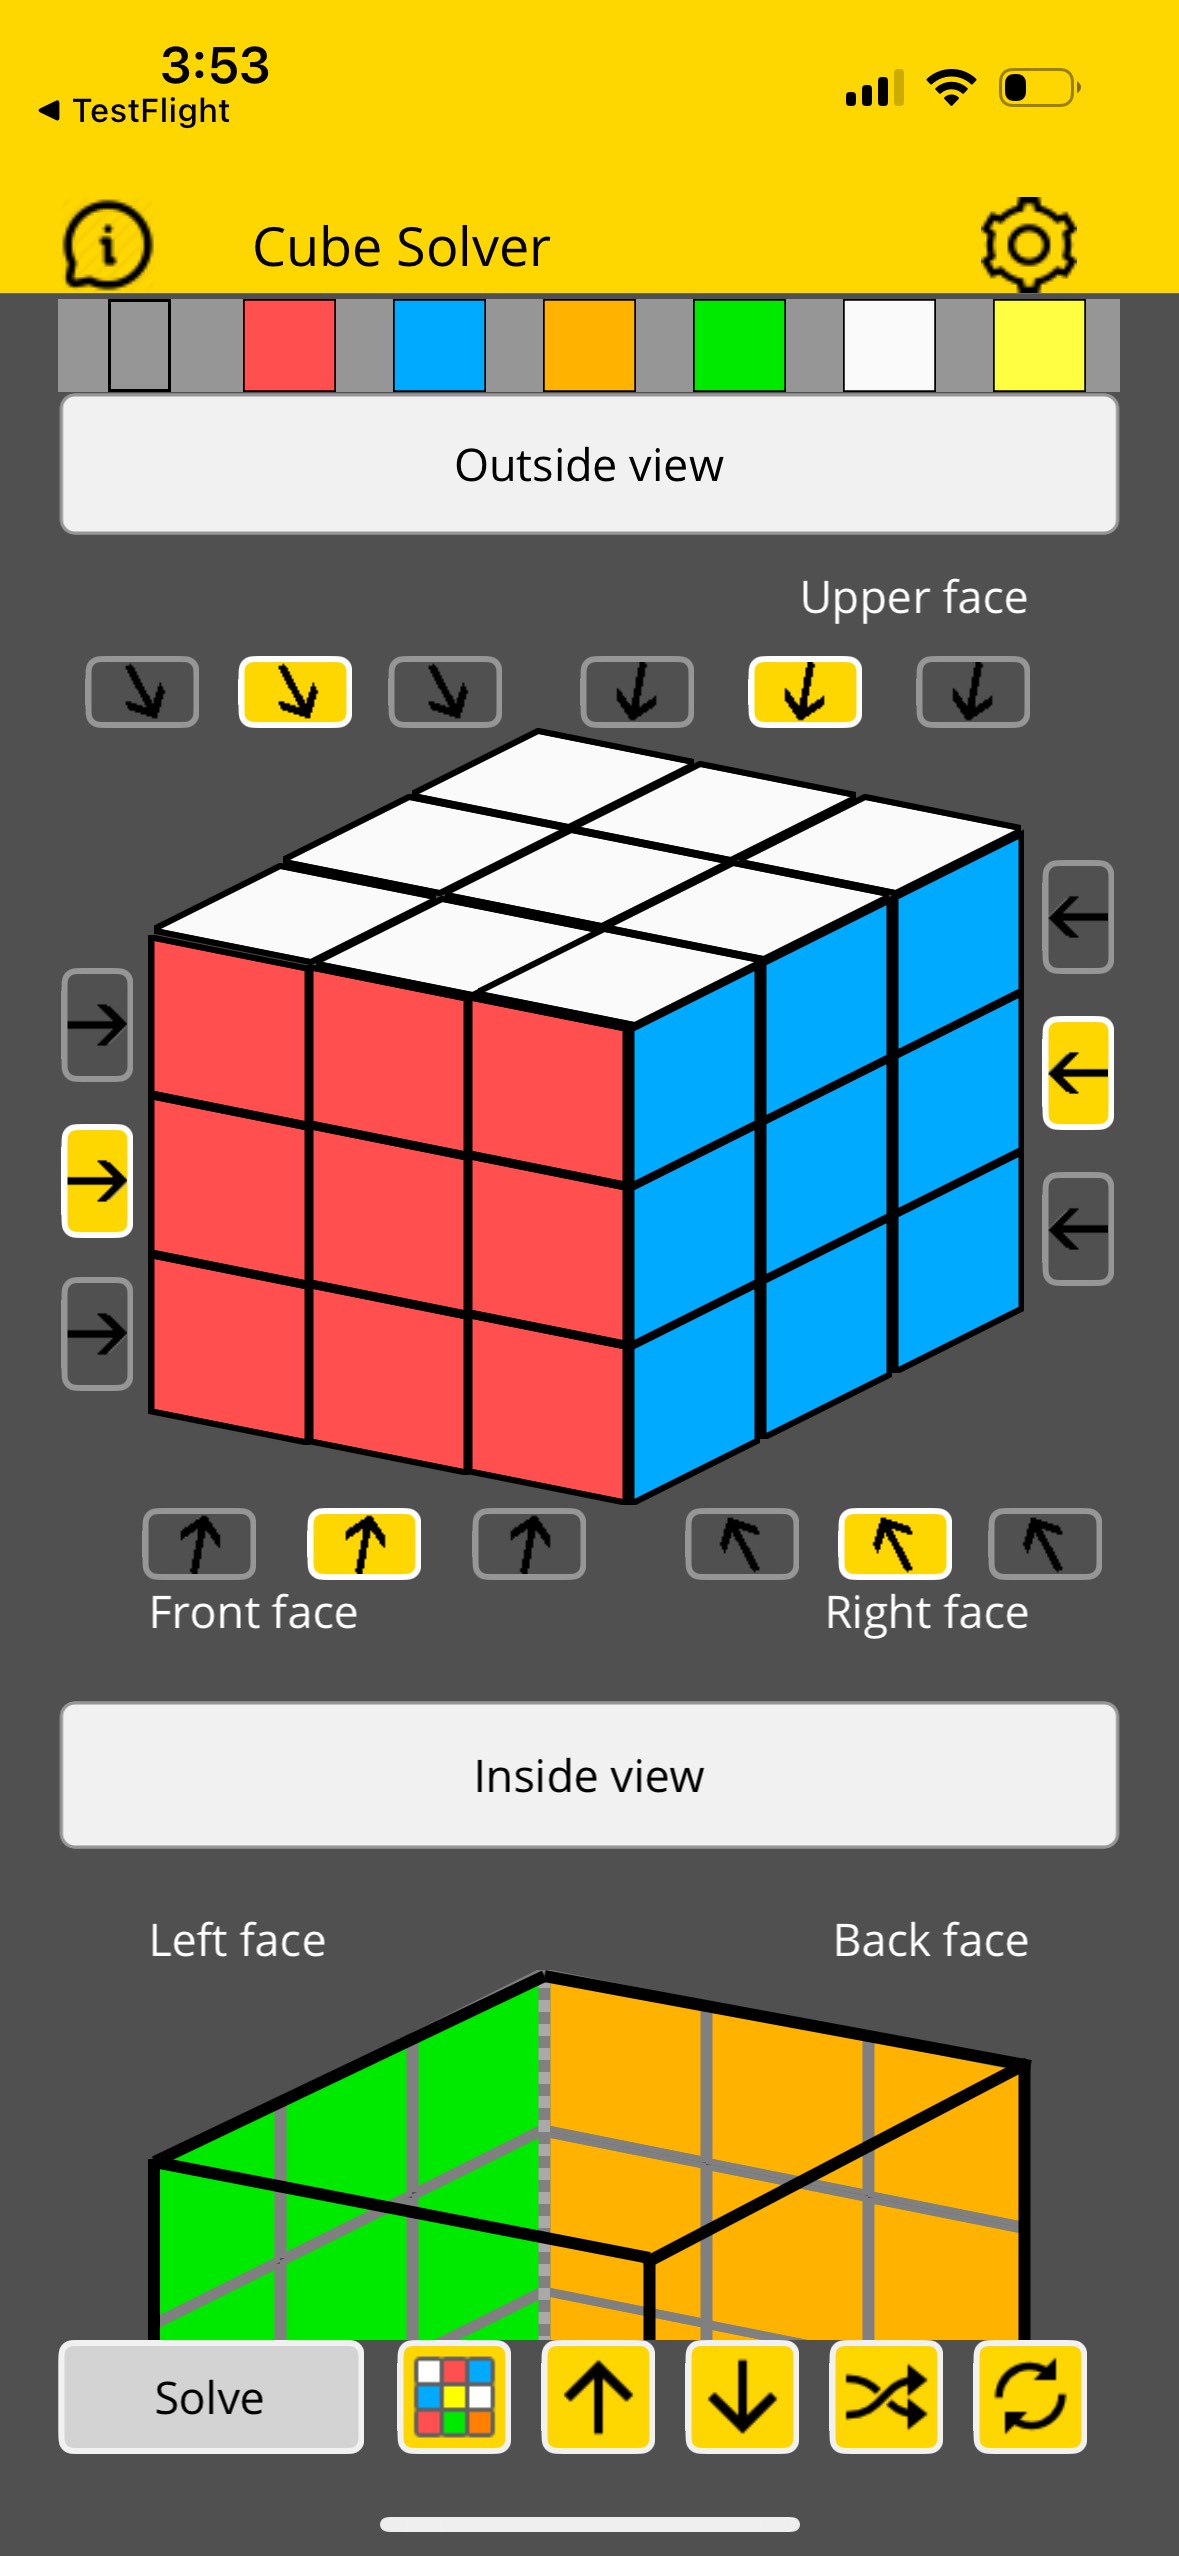 3:53
TestFlight
Cube Solver
Outside view
Upper face
Front face
Right face
Inside view
Left face
Back face
Solve